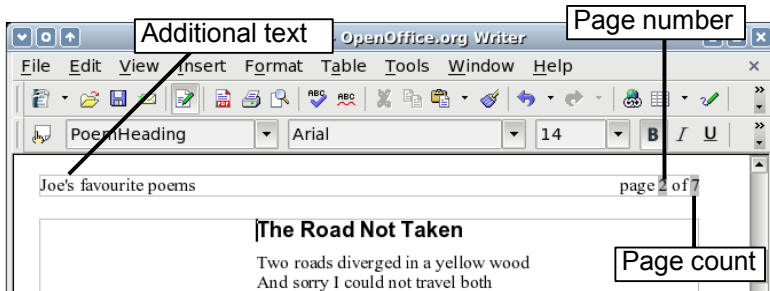 Page number
Additional text
OpenOffice.org Writer
File Edit View Insert Format Table Tools Window Help
ABC ABC
PoemHeading Arial 14 B I U
Joe's favourite poems page 2 of 7
The Road Not Taken
Page count
Two roads diverged in a yellow wood
And sorry I could not travel both